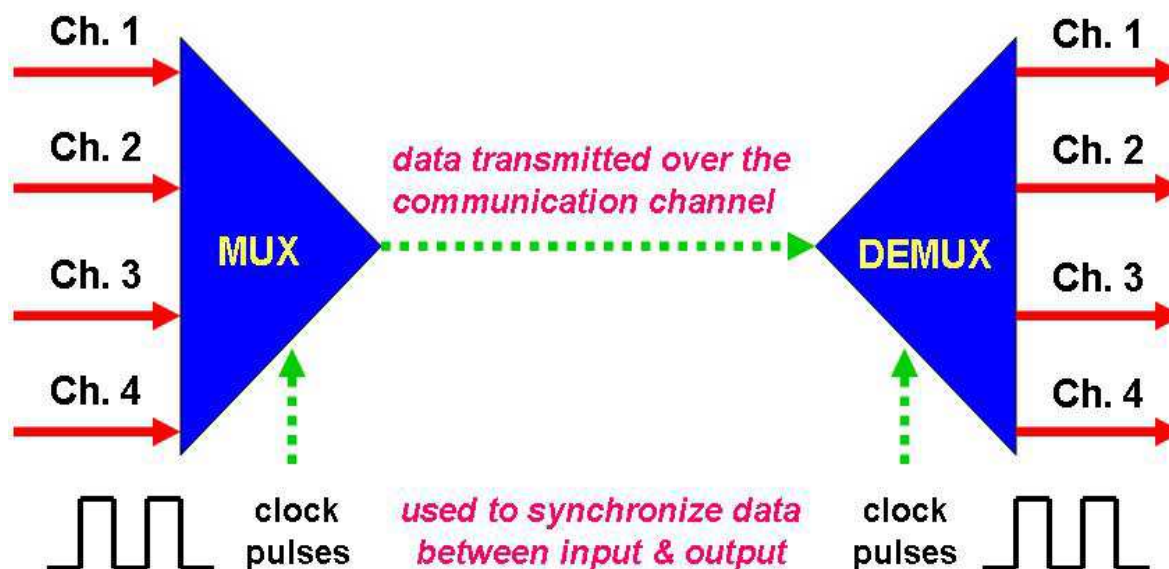 Ch. 1
Ch. 2
Ch. 3
Ch. 4
MUX
data transmitted over the
communication channel
DEMUX
Ch. 1
Ch. 2
Ch. 3
Ch. 4
clock
pulses
used to synchronize data
between input & output
clock
pulses